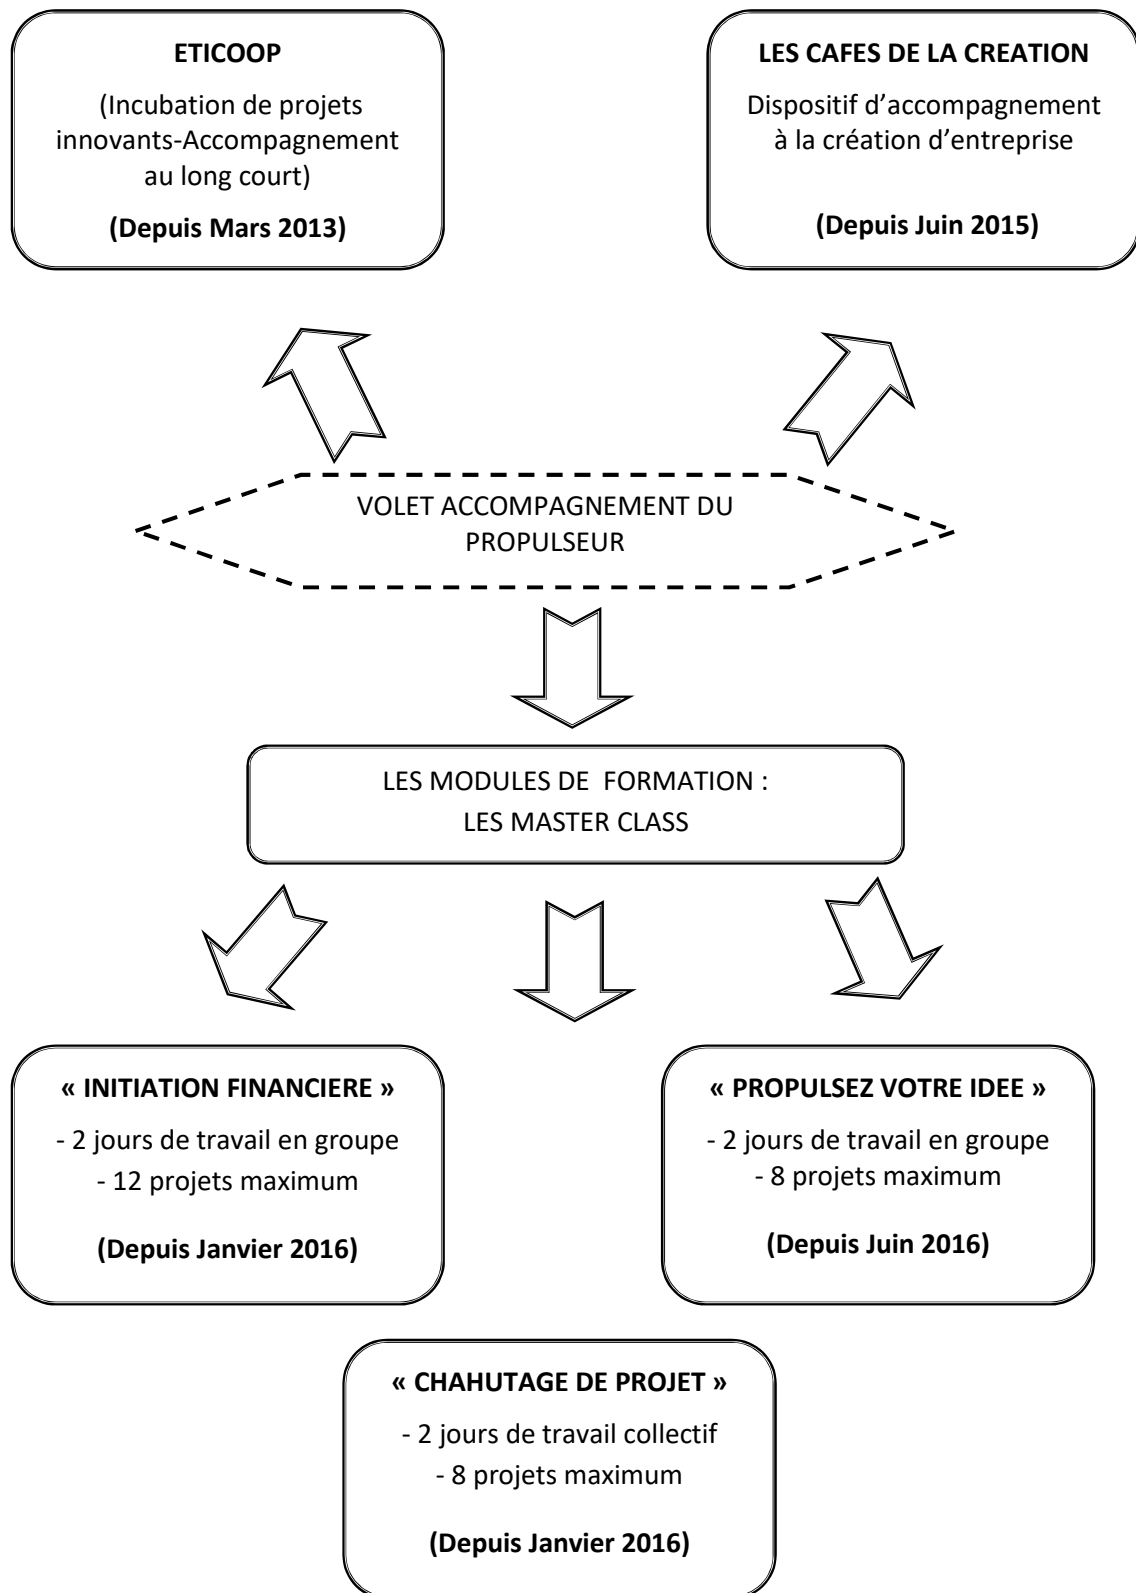 ETICOOP
(Incubation de projets
innovants-Accompagnement
au long court)
(Depuis Mars 2013)
LES CAFES DE LA CREATION
Dispositif d’accompagnement
à la création d’entreprise
(Depuis Juin 2015)
VOLET ACCOMPAGNEMENT DU
PROPULSEUR
LES MODULES DE FORMATION :
LES MASTER CLASS
« INITIATION FINANCIERE »
- 2 jours de travail en groupe
- 12 projets maximum
(Depuis Janvier 2016)
« PROPULSEZ VOTRE IDEE »
- 2 jours de travail en groupe
- 8 projets maximum
(Depuis Juin 2016)
« CHAHUTAGE DE PROJET »
- 2 jours de travail collectif
- 8 projets maximum
(Depuis Janvier 2016)